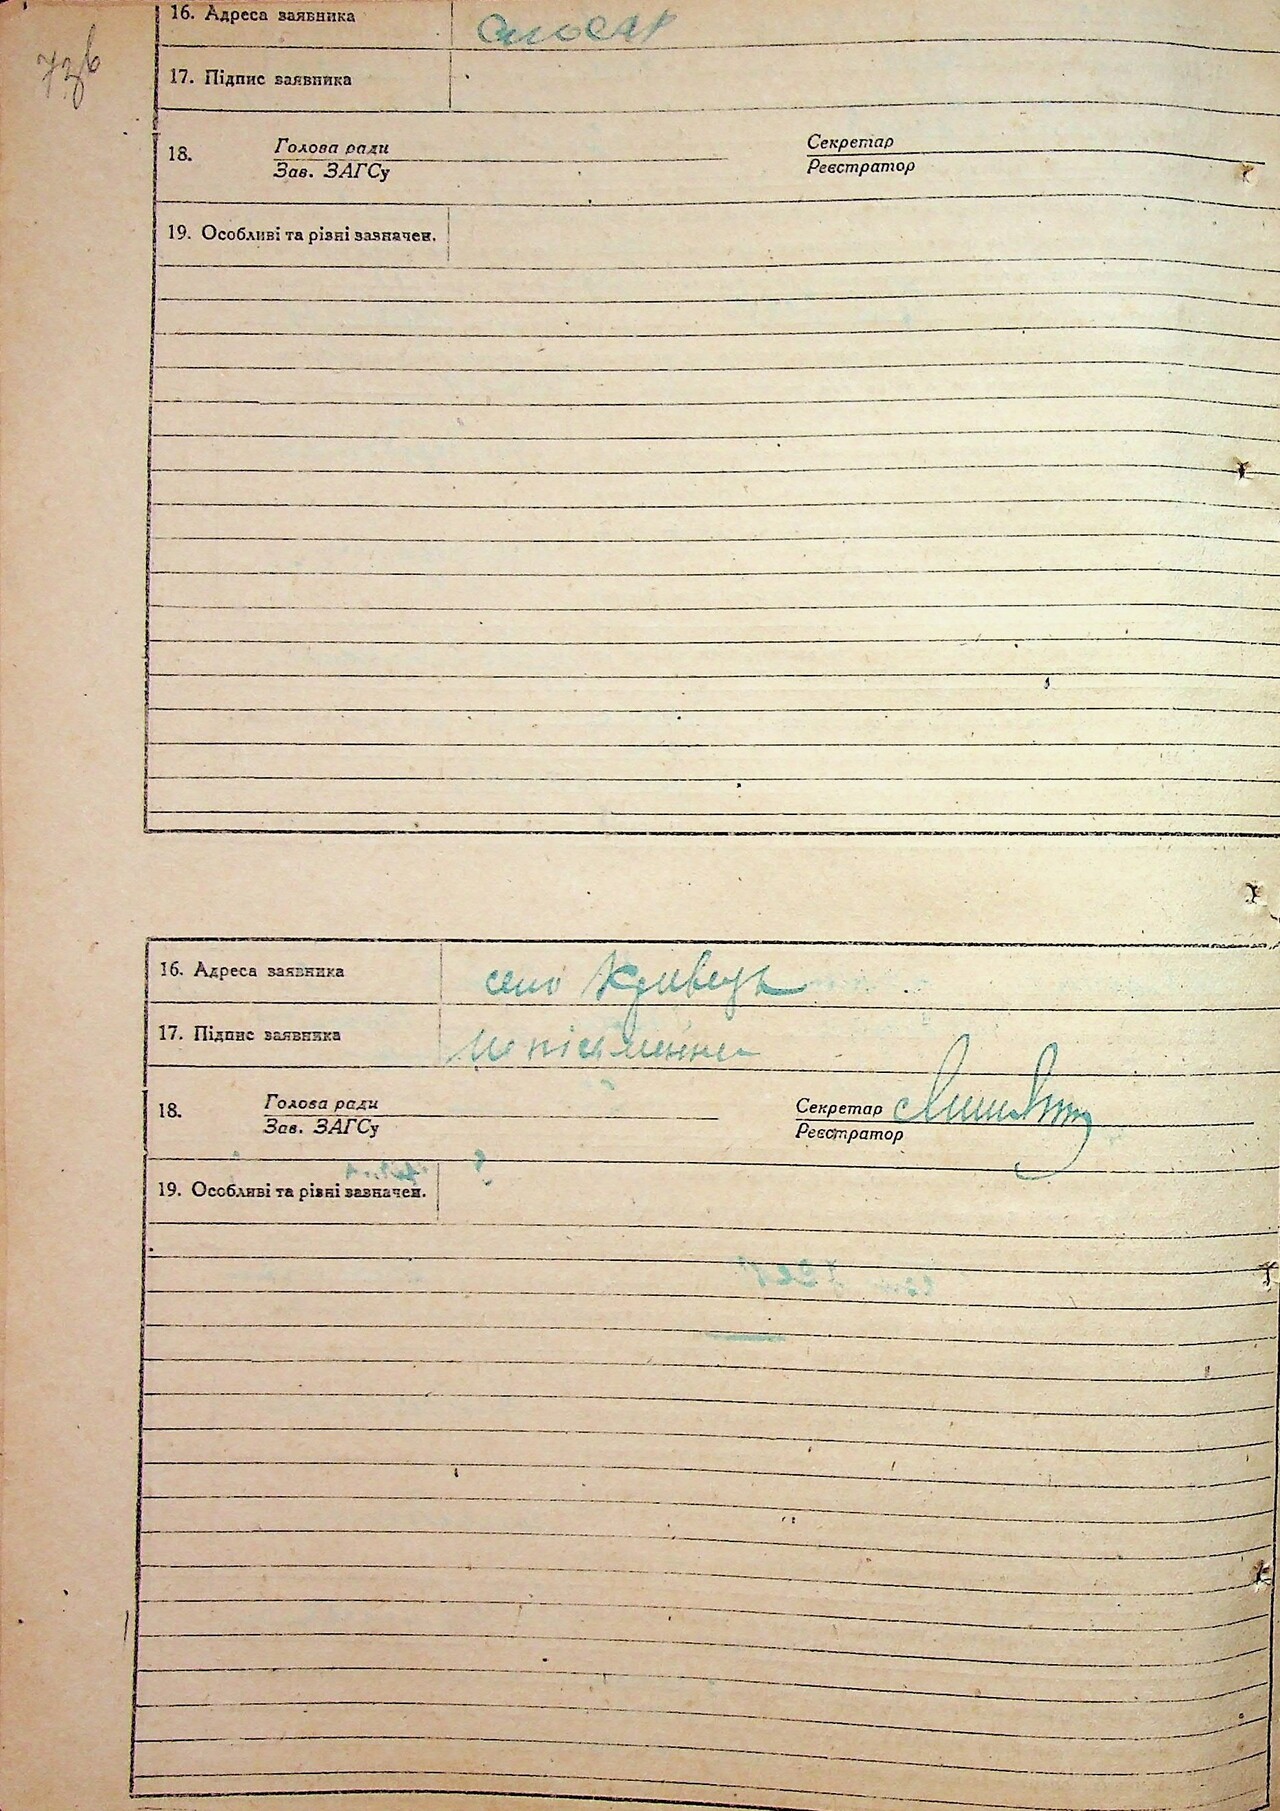 73б
16. Адреса заявника слюсар
17. Підпис заявника
18. Голова ради Секретар
Зав. ЗАГСу Реєстратор
19. Особливі та різні зазначен.
16. Адреса заявника село Кривець
17. Підпис заявника
18. Голова ради Секретар
Зав. ЗАГСу Реєстратор
19. Особливі та різні зазначен.